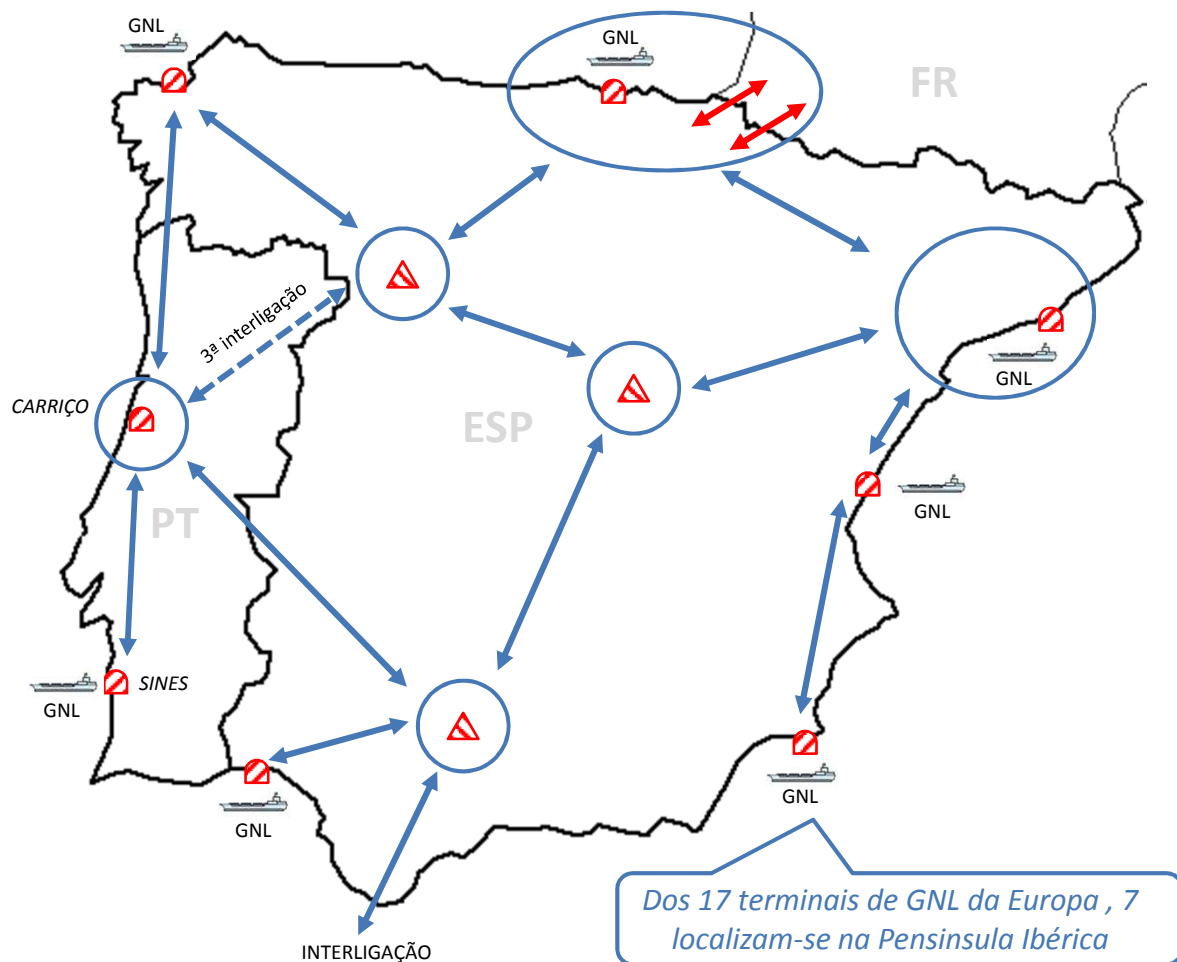 GNL
GNL
FR
3ª interligação
CARRIÇO
ESP
GNL
GNL
PT
SINES
GNL
GNL
GNL
INTERLIGAÇÃO
Dos 17 terminais de GNL da Europa , 7
localizam-se na Pensinsula Ibérica